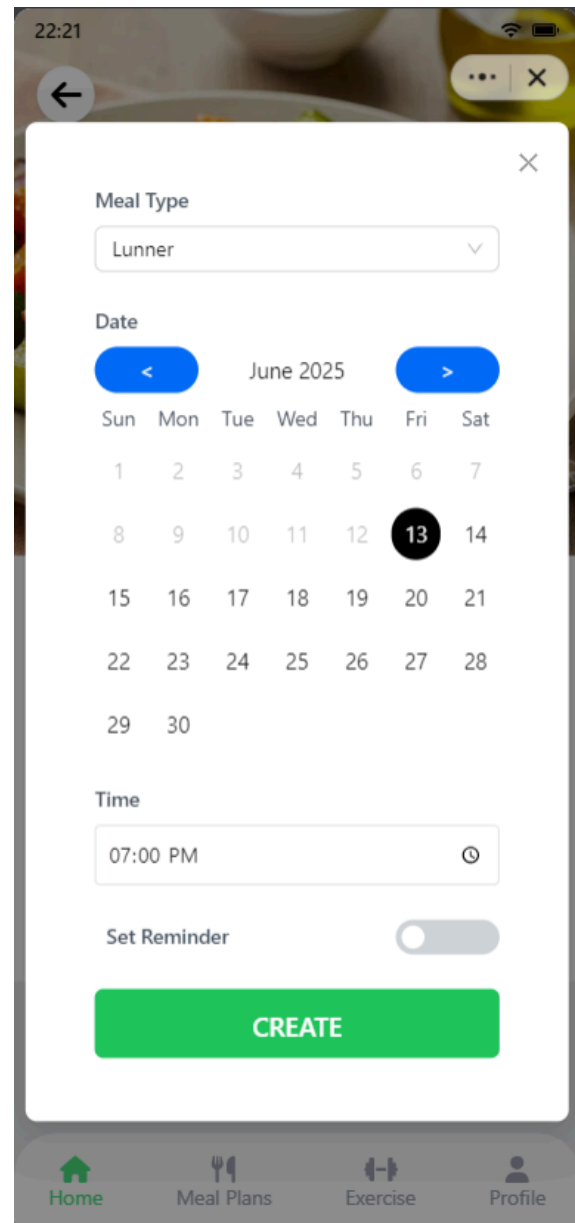 22:21
Meal Type
Lunner
Date
< June 2025 >
Sun Mon Tue Wed Thu Fri Sat
1 2 3 4 5 6 7
8 9 10 11 12 13 14
15 16 17 18 19 20 21
22 23 24 25 26 27 28
29 30
Time
07:00 PM
Set Reminder
CREATE
Home Meal Plans Exercise Profile